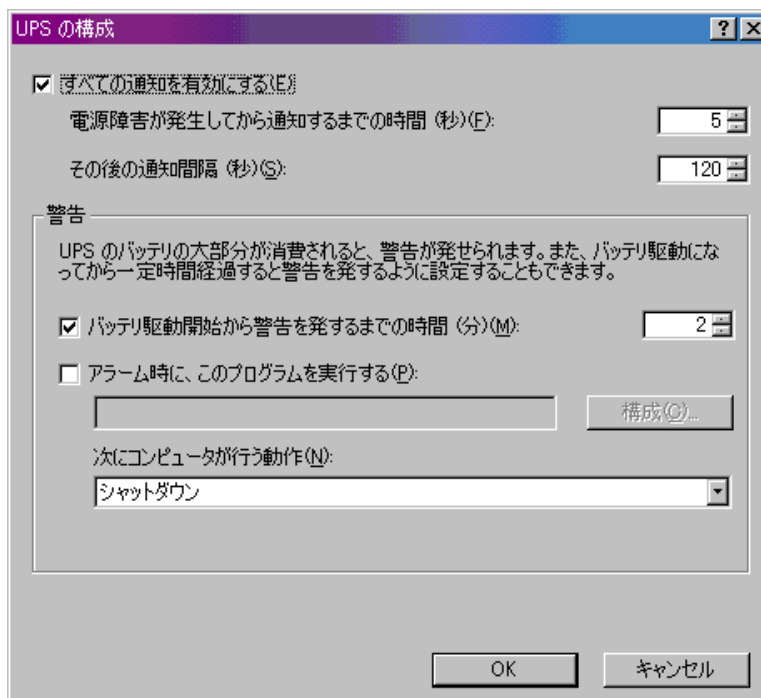 UPS の構成
すべての通知を有効にする(E)
電源障害が発生してから通知するまでの時間 (秒)(F):
5
その後の通知間隔 (秒)(S):
120
警告
UPS のバッテリの大部分が消費されると、警告が発せられます。また、バッテリ駆動にな
ってから一定時間経過すると警告を発するように設定することもできます。
バッテリ駆動開始から警告を発するまでの時間 (分)(M):
2
アラーム時に、このプログラムを実行する(P):
構成(C)...
次にコンピュータが行う動作(N):
シャットダウン
OK
キャンセル